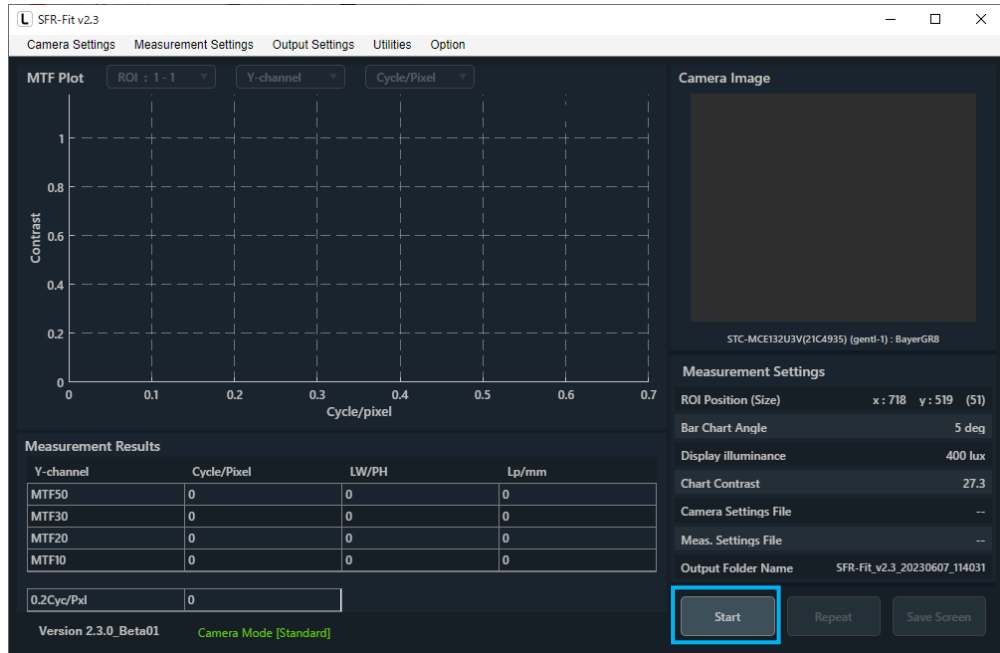 L SFR-Fit v2.3
Camera Settings Measurement Settings Output Settings Utilities Option
MTF Plot ROI : 1 - 1 Y-channel Cycle/Pixel
Contrast
1
0.8
0.6
0.4
0.2
0
0 0.1 0.2 0.3 0.4 0.5 0.6 0.7
Cycle/pixel
Measurement Results
Y-channel Cycle/Pixel LW/PH Lp/mm
MTF50 0 0 0
MTF30 0 0 0
MTF20 0 0 0
MTF10 0 0 0
0.2Cyc/Pxl 0
Version 2.3.0_Beta01 Camera Mode [Standard]
Camera Image
STC-MCE132U3V(21C4935) (gentl-1) : BayerGR8
Measurement Settings
ROI Position (Size) x : 718 y : 519 (51)
Bar Chart Angle 5 deg
Display illuminance 400 lux
Chart Contrast 27.3
Camera Settings File --
Meas. Settings File --
Output Folder Name SFR-Fit_v2.3_20230607_114031
Start Repeat Save Screen